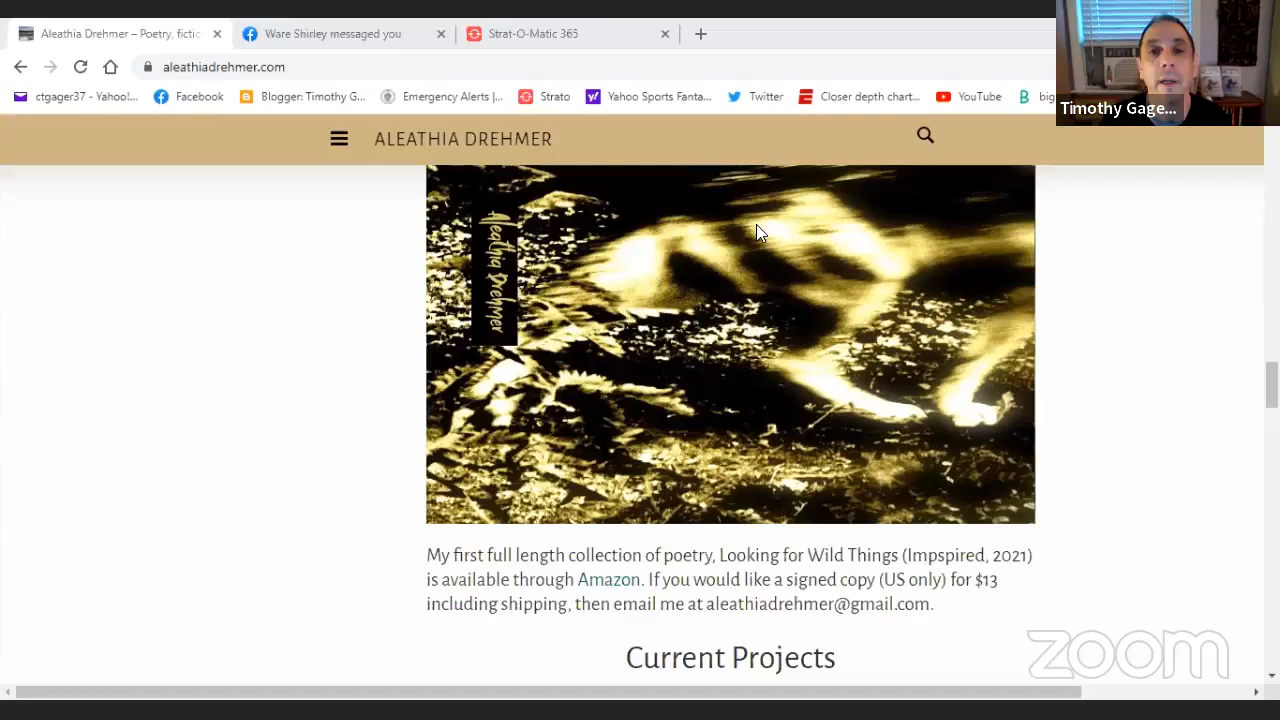 Aleathia Drehmer – Poetry, fictio
Ware Shirley messaged you
Strat-O-Matic 365
aleathiadrehmer.com
ctgager37 - Yahoo!...
Facebook
Blogger: Timothy G...
Emergency Alerts |...
Strato
Yahoo Sports Fanta...
Twitter
Closer depth chart...
YouTube
big
Timothy Gage...
ALEATHIA DREHMER
Aleathia Drehmer
My first full length collection of poetry, Looking for Wild Things (Impspired, 2021)
is available through Amazon. If you would like a signed copy (US only) for $13
including shipping, then email me at aleathiadrehmer@gmail.com.
Current Projects
zoom